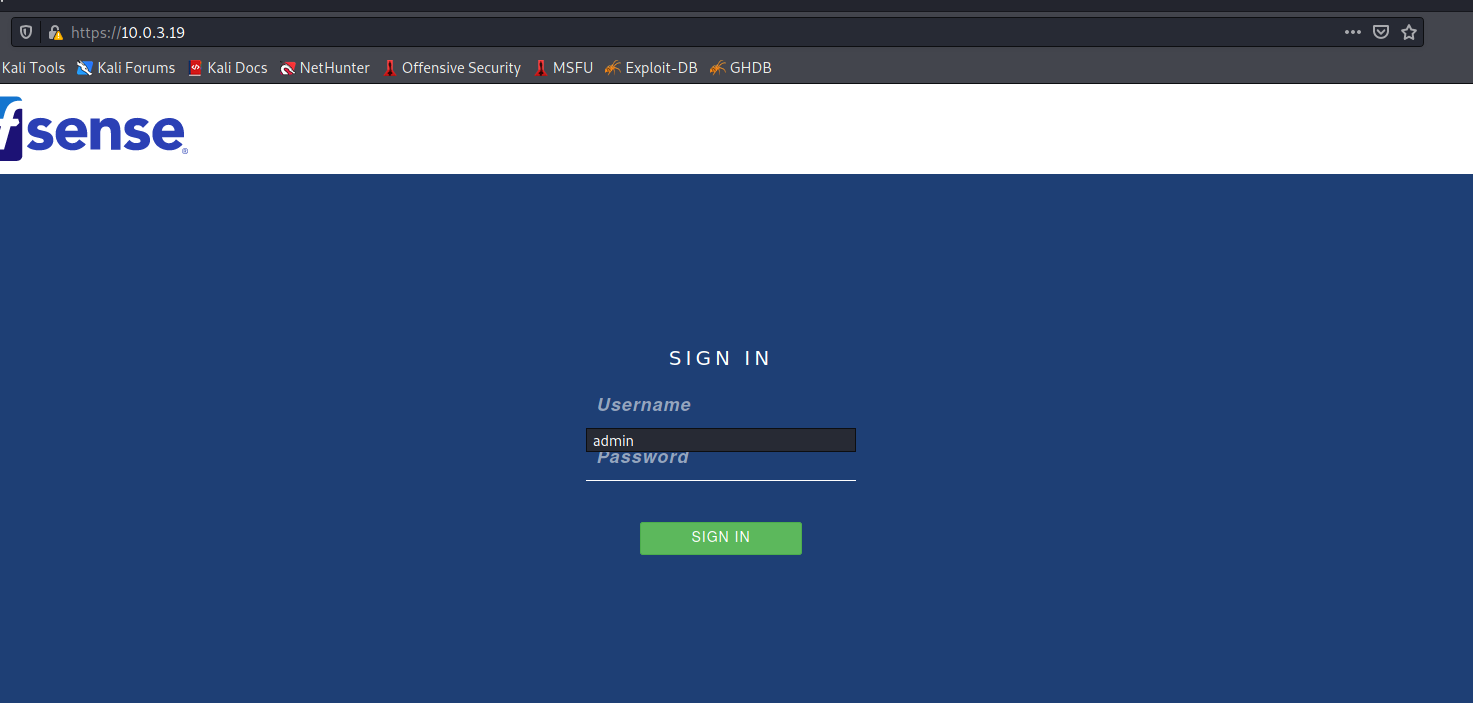 https://10.0.3.19
Kali Tools Kali Forums Kali Docs NetHunter Offensive Security MSFU Exploit-DB GHDB
fsense®
SIGN IN
Username
admin
Password
SIGN IN